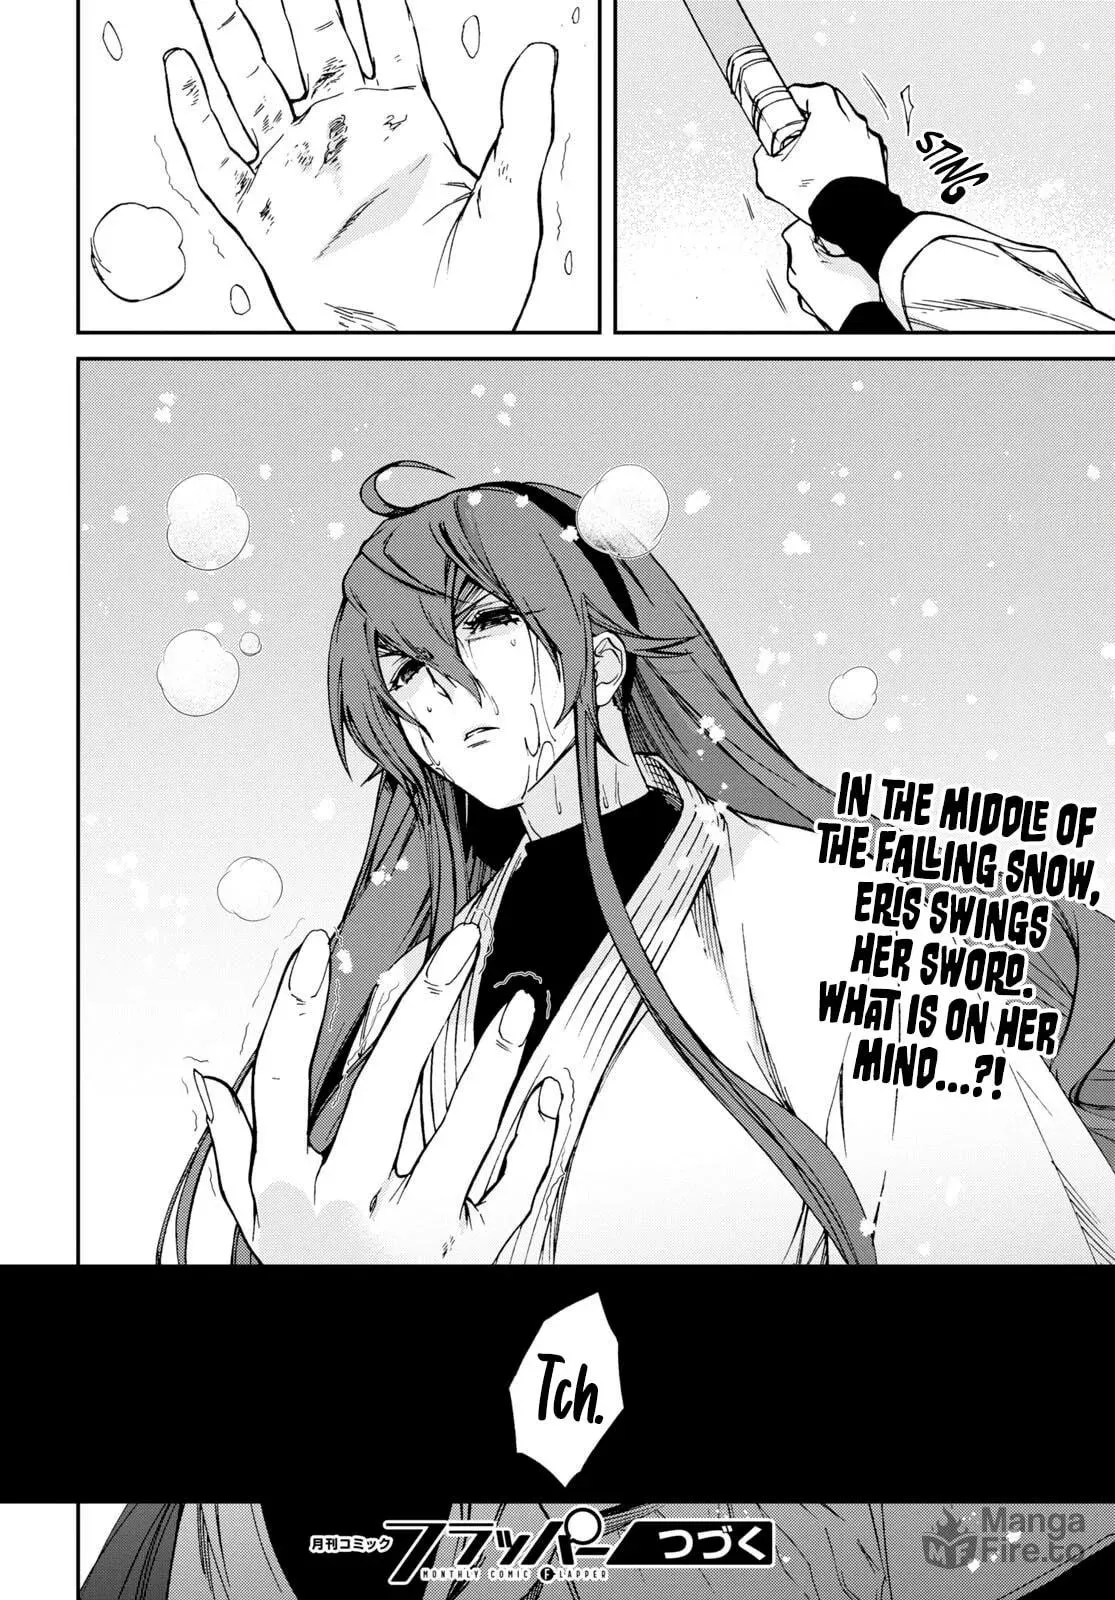 STING
IN THE MIDDLE OF
THE FALLING SNOW,
ERIS SWINGS
HER SWORD.
WHAT IS ON HER
MIND...?!
Tch.
月刊コミック
フラッパー
MONTHLY COMIC FLAPPER
つづく
MF
Manga
Fire.to